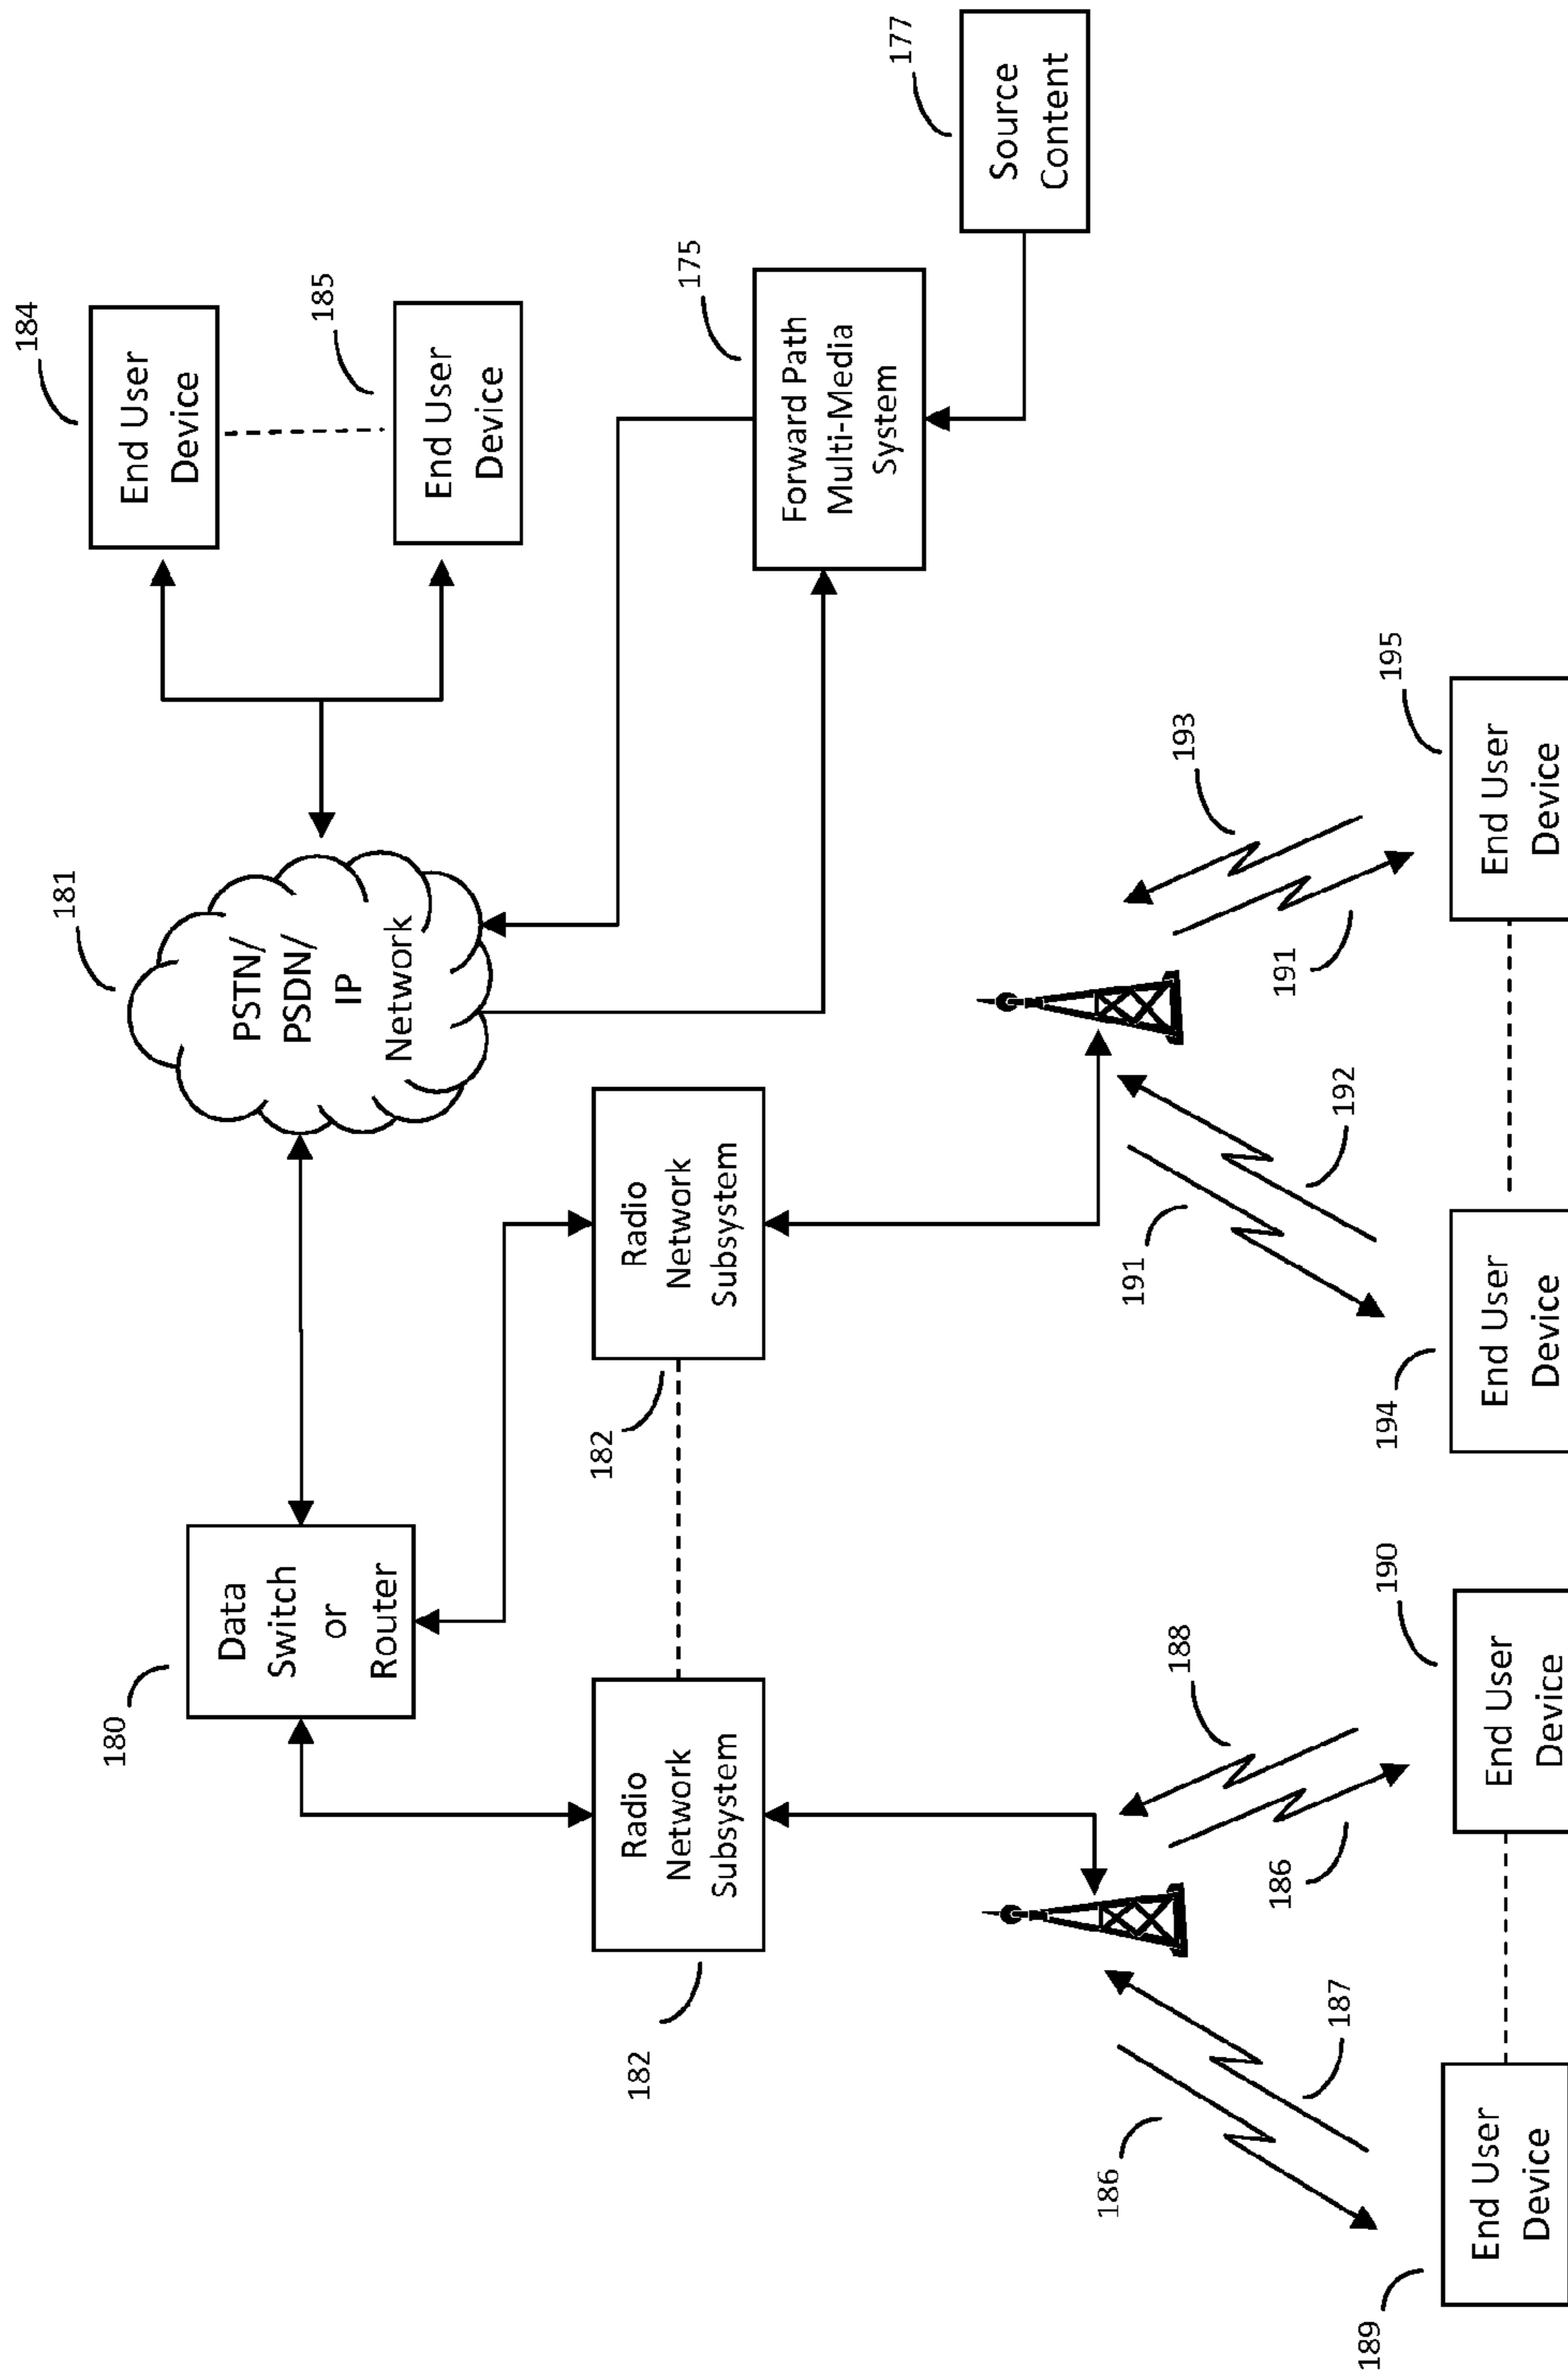 184
End User
Device
185
End User
Device
181
PSTN/
PSDN/
IP
Network
180
Data
Switch
or
Router
177
Source
Content
175
Forward Path
Multi-Media
System
182
Radio
Network
Subsystem
182
Radio
Network
Subsystem
186
187
188
186
191
192
193
191
189
End User
Device
190
End User
Device
194
End User
Device
195
End User
Device